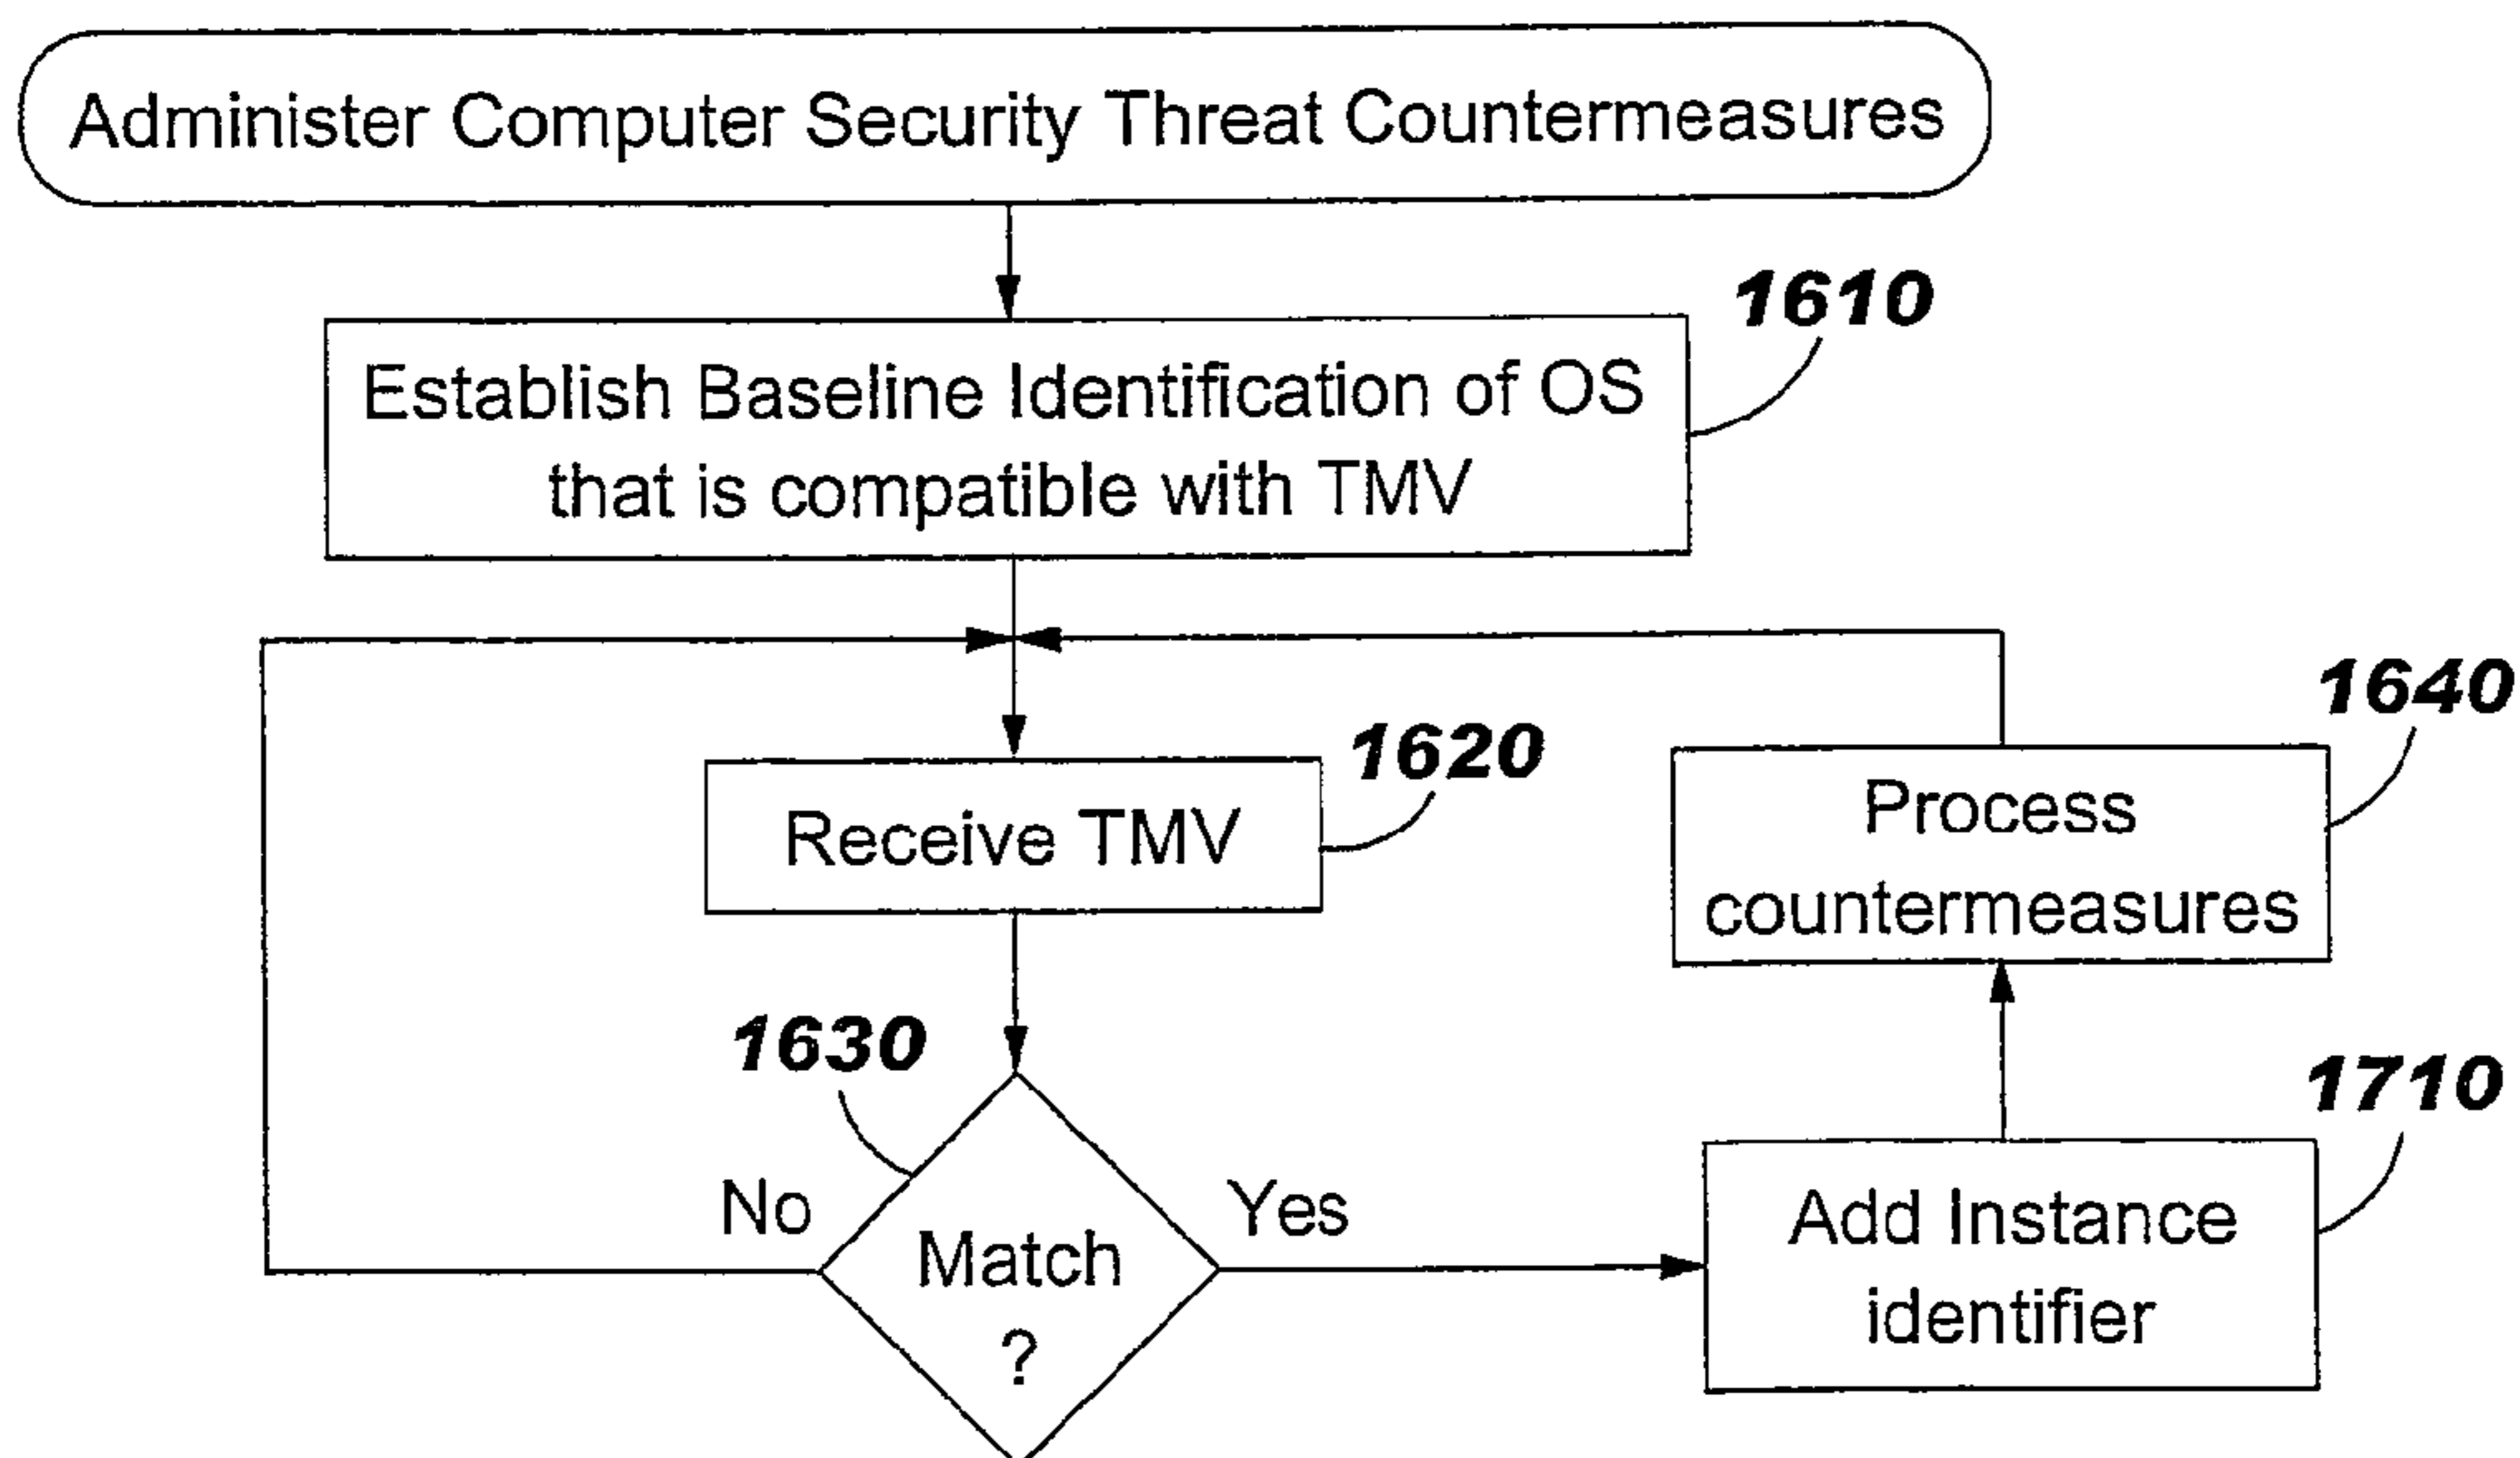 Administer Computer Security Threat Countermeasures
1610
Establish Baseline Identification of OS
that is compatible with TMV
1620
Receive TMV
1640
Process
countermeasures
1630
No
Yes
Match
?
1710
Add Instance
identifier